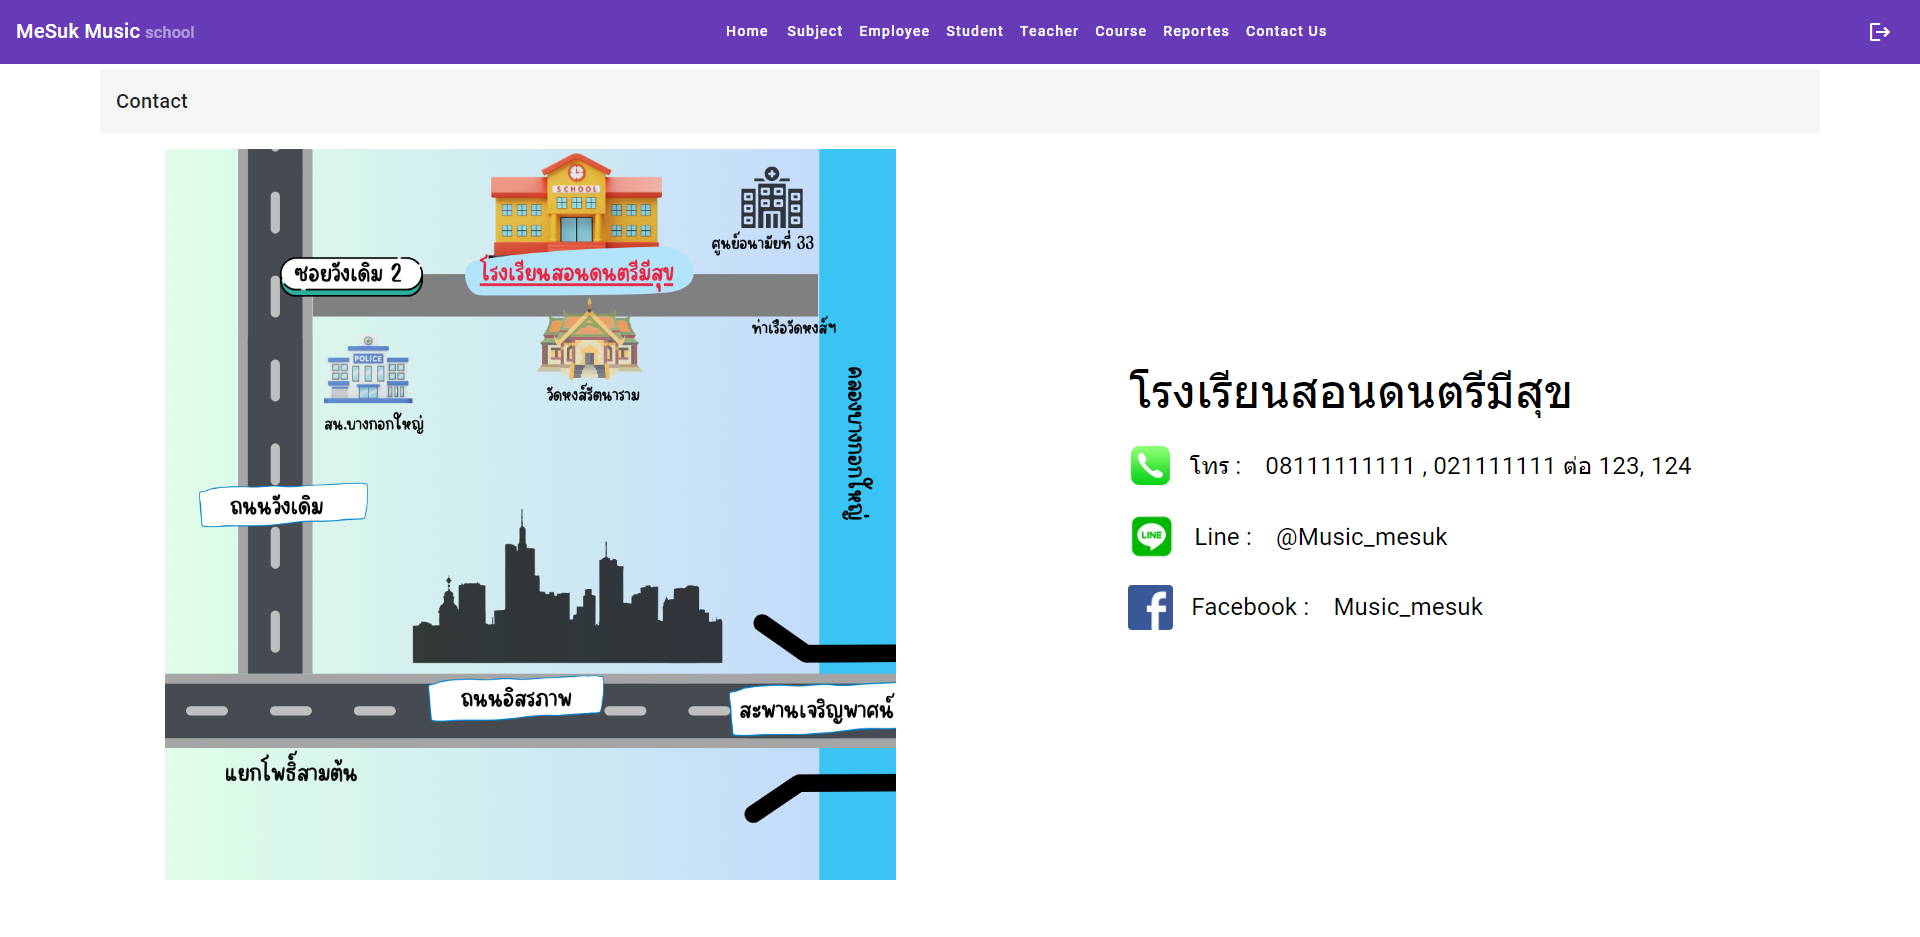 MeSuk Music school
Home Subject Employee Student Teacher Course Reportes Contact Us
Contact
SCHOOL
ศูนย์อนามัยที่ 33
ซอยวังเดิม 2
โรงเรียนสอนดนตรีมีสุข
ท่าเรือวัดหงส์ฯ
POLICE
วัดหงส์รัตนาราม
สน.บางกอกใหญ่
คลองบางกอกใหญ่
ถนนวังเดิม
ถนนอิสรภาพ
สะพานเจริญพาศน์
แยกโพธิ์สามต้น
โรงเรียนสอนดนตรีมีสุข
โทร : 08111111111 , 021111111 ต่อ 123, 124
LINE
Line : @Music_mesuk
f
Facebook : Music_mesuk